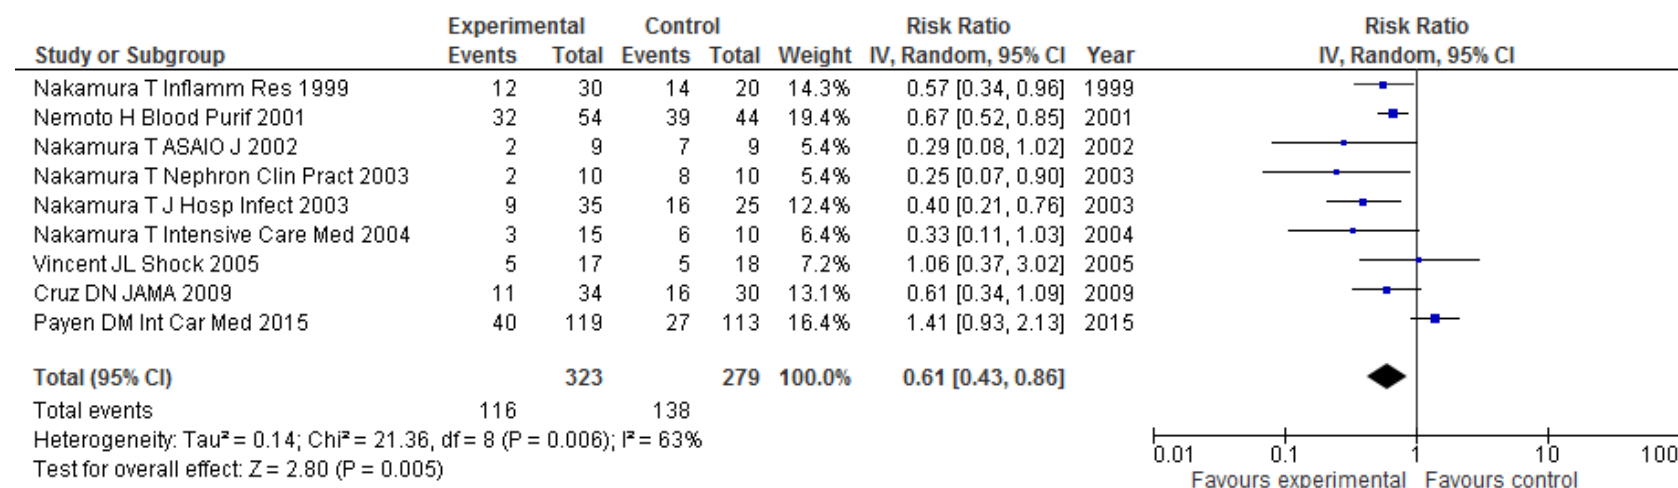 Experimental Control Risk Ratio Risk Ratio
Study or Subgroup Events Total Events Total Weight IV, Random, 95% CI Year IV, Random, 95% CI
Nakamura T Inflamm Res 1999 12 30 14 20 14.3% 0.57 [0.34, 0.96] 1999
Nemoto H Blood Purif 2001 32 54 39 44 19.4% 0.67 [0.52, 0.85] 2001
Nakamura T ASAIO J 2002 2 9 7 9 5.4% 0.29 [0.08, 1.02] 2002
Nakamura T Nephron Clin Pract 2003 2 10 8 10 5.4% 0.25 [0.07, 0.90] 2003
Nakamura T J Hosp Infect 2003 9 35 16 25 12.4% 0.40 [0.21, 0.76] 2003
Nakamura T Intensive Care Med 2004 3 15 6 10 6.4% 0.33 [0.11, 1.03] 2004
Vincent JL Shock 2005 5 17 5 18 7.2% 1.06 [0.37, 3.02] 2005
Cruz DN JAMA 2009 11 34 16 30 13.1% 0.61 [0.34, 1.09] 2009
Payen DM Int Car Med 2015 40 119 27 113 16.4% 1.41 [0.93, 2.13] 2015
Total (95% CI) 323 279 100.0% 0.61 [0.43, 0.86]
Total events 116 138
Heterogeneity: Tau² = 0.14; Chi² = 21.36, df = 8 (P = 0.006); I² = 63%
Test for overall effect: Z = 2.80 (P = 0.005)
0.01 0.1 1 10 100
Favours experimental Favours control